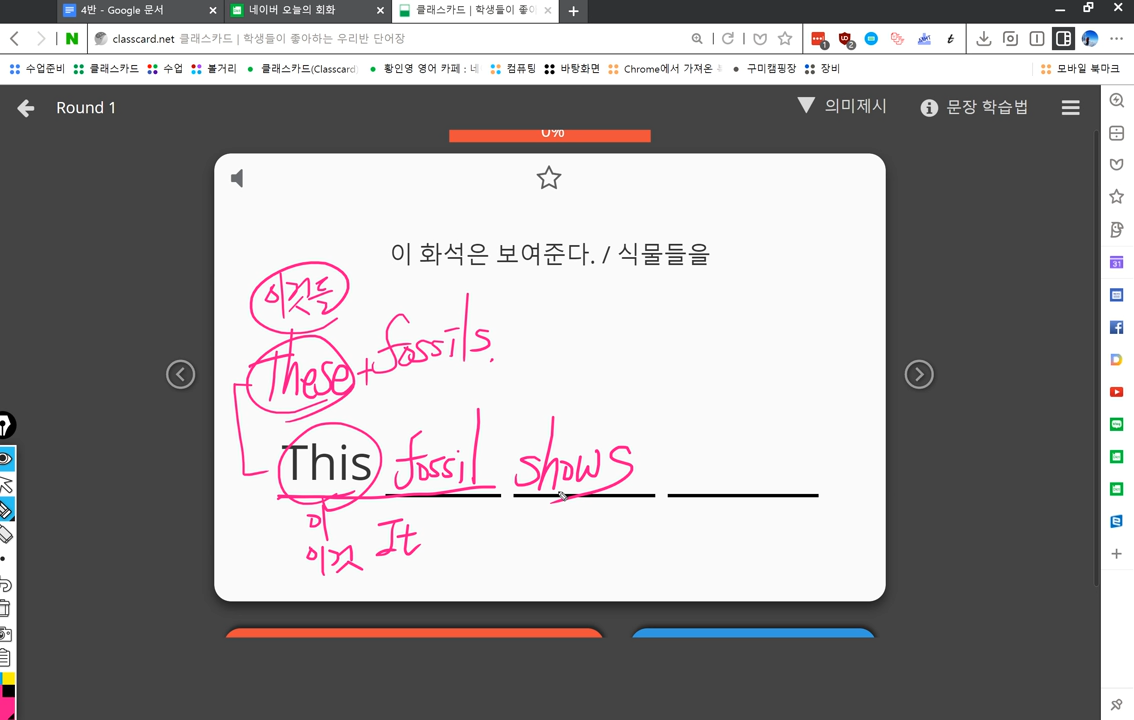 4반 - Google 문서
네이버 오늘의 회화
클래스카드 | 학생들이 좋아
classcard.net 클래스카드 | 학생들이 좋아하는 우리반 단어장
수업준비 클래스카드 수업 볼거리 클래스카드(Classcard 황인영 영어 카페 : 네 컴퓨팅 바탕화면 Chrome에서 가져온 구미캠핑장 장비 모바일 북마크
Round 1
의미제시
문장 학습법
0%
이 화석은 보여준다. / 식물들을
이것들
These + fossils.
This fossil shows
이 It
이것